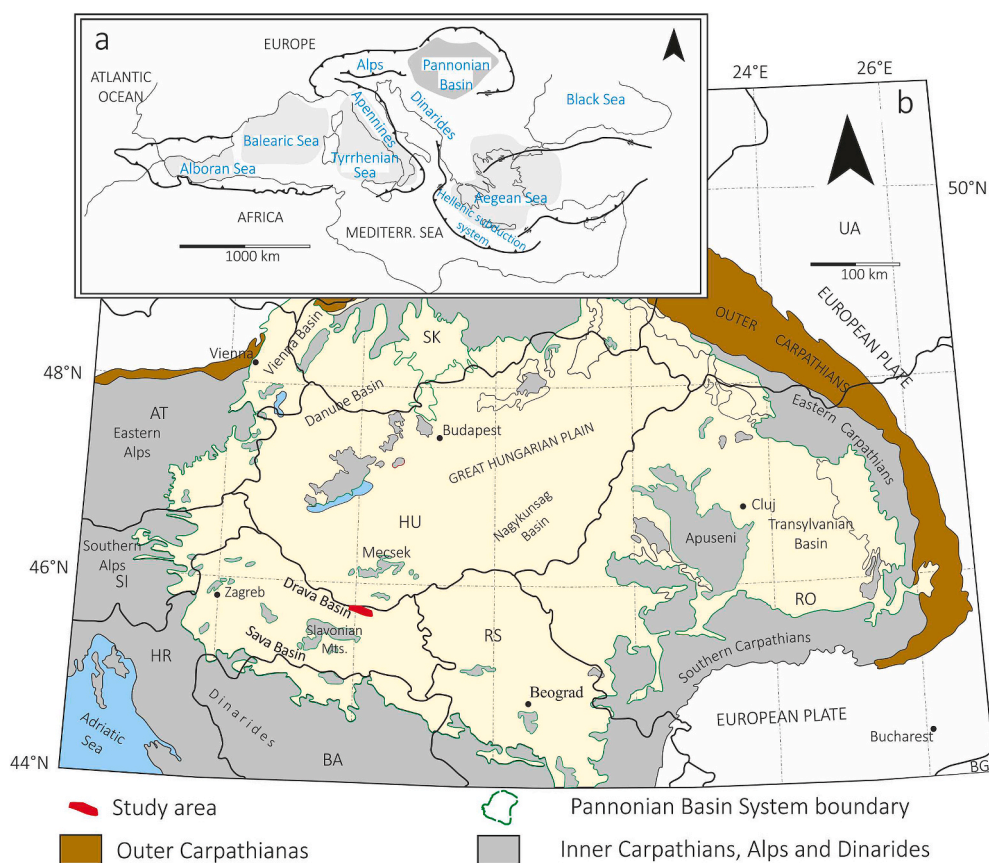 a
EUROPE
ATLANTIC
OCEAN
Alps
Pannonian
Basin
Dinarides
Black Sea
Apennines
Balearic Sea
Tyrrhenian
Sea
Alboran Sea
Aegean Sea
Hellenic subduction
system
AFRICA
MEDITERR. SEA
1000 km
24°E
26°E
b
50°N
UA
100 km
EUROPEAN PLATE
OUTER CARPATHIANS
Vienna Basin
SK
Vienna
48°N
Danube Basin
Eastern Carpathians
AT
Eastern
Alps
Budapest
GREAT HUNGARIAN PLAIN
Nagykunsag
Basin
Cluj
Transylvanian
Basin
HU
Apuseni
Southern
Alps
SI
46°N
Mecsek
Zagreb
Drava Basin
RO
Slavonian
Mts.
Sava Basin
RS
Southern Carpathians
HR
Beograd
Dinarides
EUROPEAN PLATE
Adriatic
Sea
Bucharest
BA
44°N
BG
Study area
Pannonian Basin System boundary
Outer Carpathianas
Inner Carpathians, Alps and Dinarides